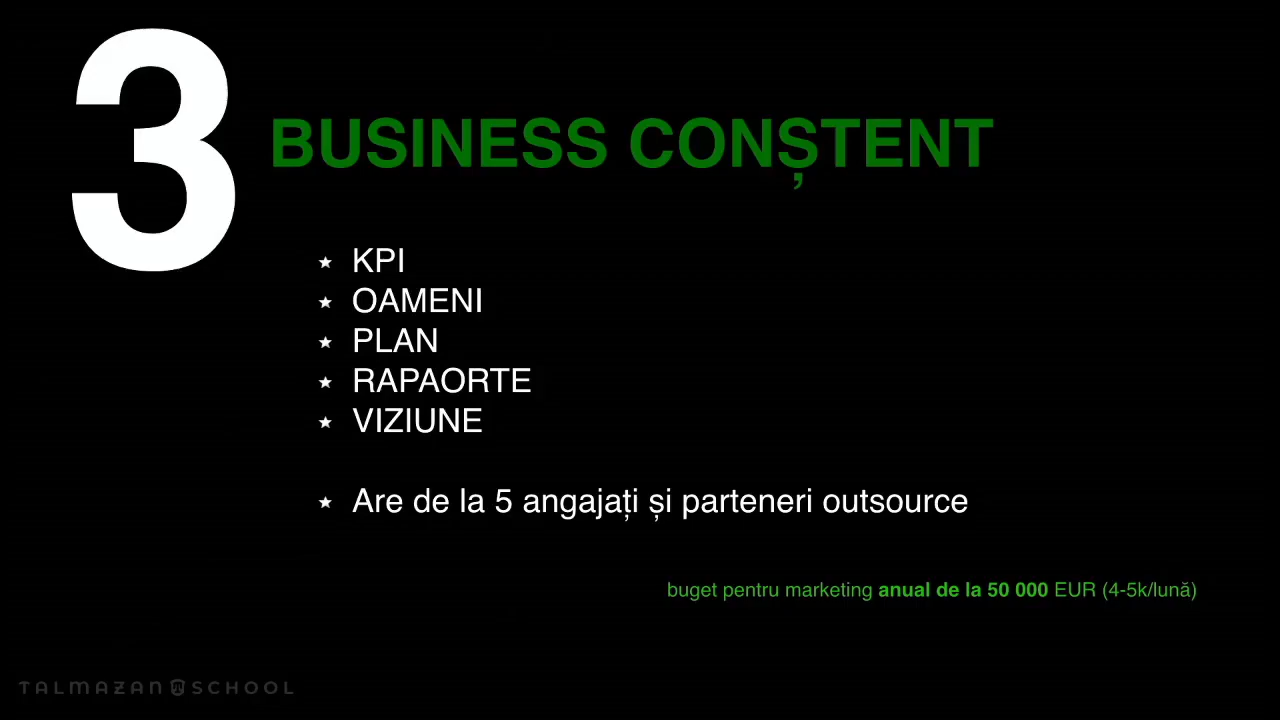 3
BUSINESS CONȘTENT
★ KPI
★ OAMENI
★ PLAN
★ RAPAORTE
★ VIZIUNE
★ Are de la 5 angajați și parteneri outsource
buget pentru marketing anual de la 50 000 EUR (4-5k/lună)
TALMAZAN SCHOOL